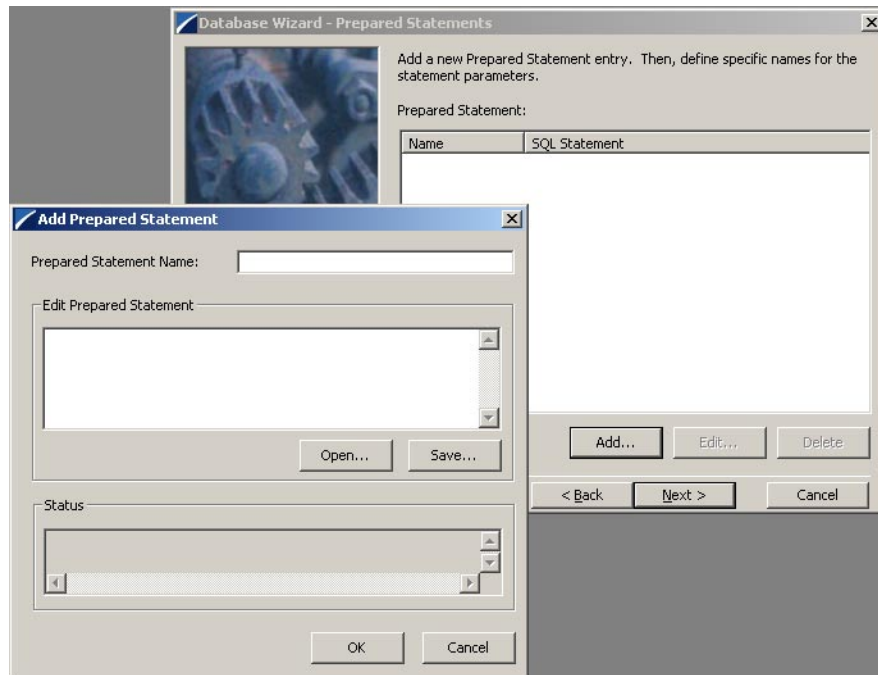 Database Wizard - Prepared Statements
Add a new Prepared Statement entry. Then, define specific names for the
statement parameters.
Prepared Statement:
Name
SQL Statement
Add...
Edit...
Delete
< Back
Next >
Cancel
Add Prepared Statement
Prepared Statement Name:
Edit Prepared Statement
Open...
Save...
Status
OK
Cancel